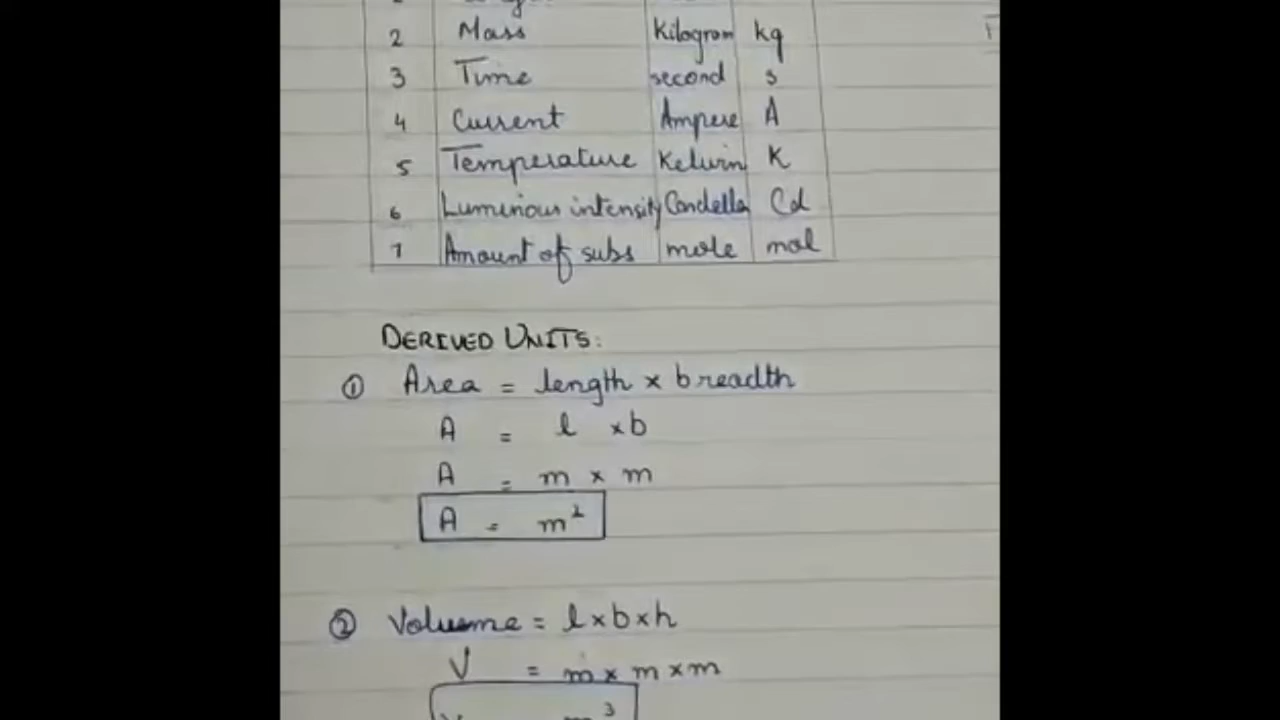 2 Mass Kilogram kg
3 Time second s
4 Current Ampere A
5 Temperature Kelvin K
6 Luminous intensity Candella Cd
7 Amount of subs mole mol
DERIVED UNITS:
① Area = length × breadth
A = l × b
A = m × m
A = m²
② Volume = l×b×h
V = m × m × m
V = m³